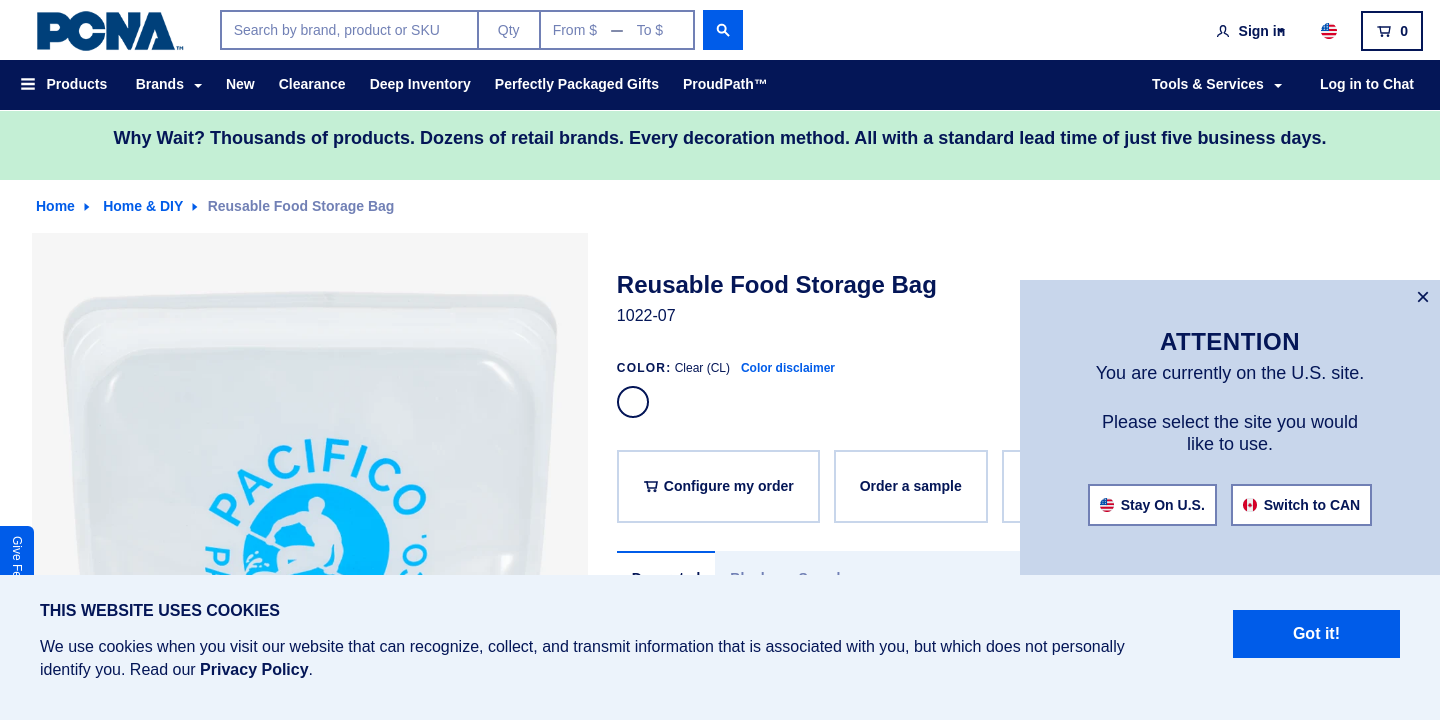 PCNA™
Search by brand, product or SKU
Qty
From $ — To $
Sign in
0
Products
Brands
New
Clearance
Deep Inventory
Perfectly Packaged Gifts
ProudPath™
Tools & Services
Log in to Chat
Why Wait? Thousands of products. Dozens of retail brands. Every decoration method. All with a standard lead time of just five business days.
Home
Home & DIY
Reusable Food Storage Bag
PACIFICO
Reusable Food Storage Bag
1022-07
COLOR: Clear (CL) Color disclaimer
Configure my order
Order a sample
×
ATTENTION
You are currently on the U.S. site.
Please select the site you would
like to use.
Stay On U.S.
Switch to CAN
Give
THIS WEBSITE USES COOKIES
We use cookies when you visit our website that can recognize, collect, and transmit information that is associated with you, but which does not personally
identify you. Read our Privacy Policy.
Got it!